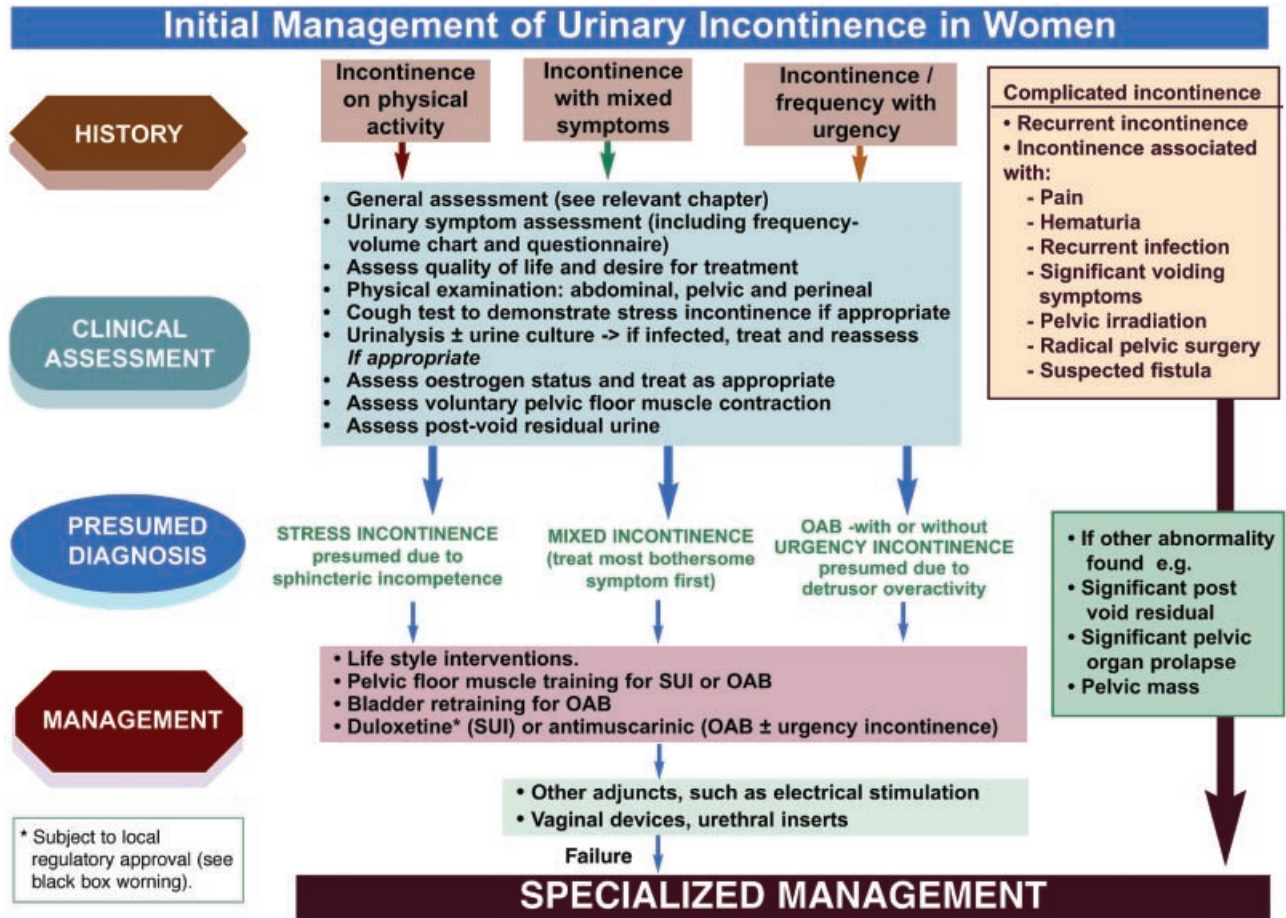 Initial Management of Urinary Incontinence in Women
HISTORY
Incontinence
on physical
activity
Incontinence
with mixed
symptoms
Incontinence /
frequency with
urgency
Complicated incontinence
• Recurrent incontinence
• Incontinence associated
with:
- Pain
- Hematuria
- Recurrent infection
- Significant voiding
symptoms
- Pelvic irradiation
- Radical pelvic surgery
- Suspected fistula
CLINICAL
ASSESSMENT
• General assessment (see relevant chapter)
• Urinary symptom assessment (including frequency-
volume chart and questionnaire)
• Assess quality of life and desire for treatment
• Physical examination: abdominal, pelvic and perineal
• Cough test to demonstrate stress incontinence if appropriate
• Urinalysis ± urine culture -> if infected, treat and reassess
If appropriate
• Assess oestrogen status and treat as appropriate
• Assess voluntary pelvic floor muscle contraction
• Assess post-void residual urine
PRESUMED
DIAGNOSIS
STRESS INCONTINENCE
presumed due to
sphincteric incompetence
MIXED INCONTINENCE
(treat most bothersome
symptom first)
OAB -with or without
URGENCY INCONTINENCE
presumed due to
detrusor overactivity
• If other abnormality
found e.g.
• Significant post
void residual
• Significant pelvic
organ prolapse
• Pelvic mass
MANAGEMENT
• Life style interventions.
• Pelvic floor muscle training for SUI or OAB
• Bladder retraining for OAB
• Duloxetine* (SUI) or antimuscarinic (OAB ± urgency incontinence)
• Other adjuncts, such as electrical stimulation
• Vaginal devices, urethral inserts
* Subject to local
regulatory approval (see
black box worning).
Failure
SPECIALIZED MANAGEMENT